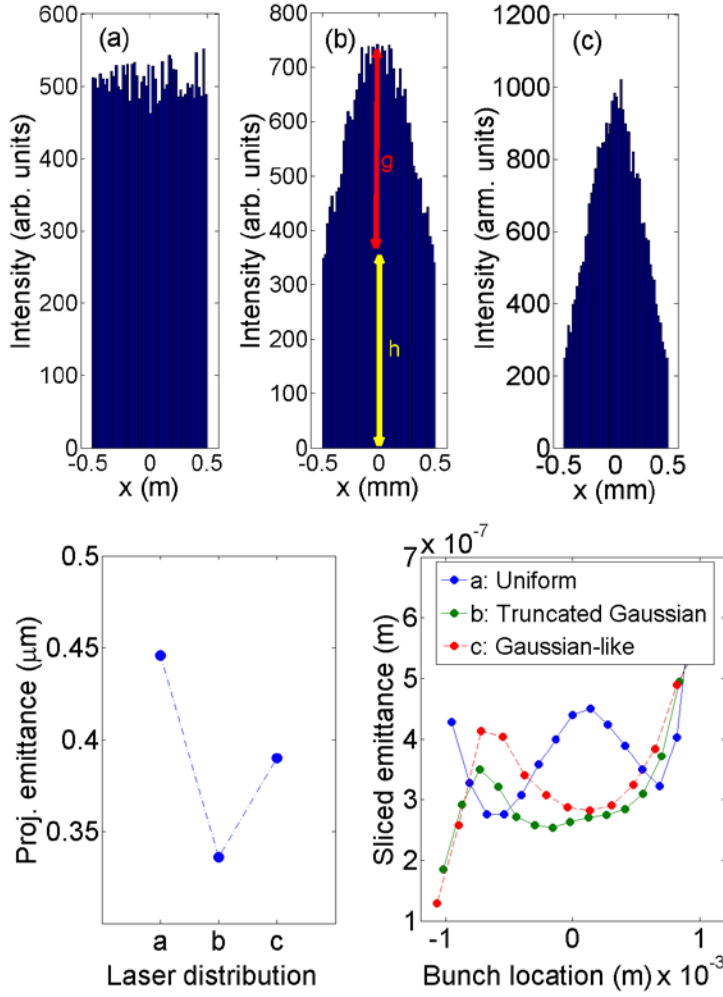 (a)
600
500
400
300
200
100
0
Intensity (arb. units)
-0.5
0
0.5
x (m)
(b)
800
700
600
500
400
300
200
100
0
Intensity (arb. units)
g
h
-0.5
0
0.5
x (mm)
(c)
1200
1000
800
600
400
200
0
Intensity (arm. units)
-0.5
0
0.5
x (mm)
0.5
0.45
0.4
0.35
Proj. emittance (μm)
a
b
c
Laser distribution
x 10⁻⁷
7
6
5
4
3
2
1
Sliced emittance (m)
a: Uniform
b: Truncated Gaussian
c: Gaussian-like
-1
0
1
Bunch location (m) x 10⁻³